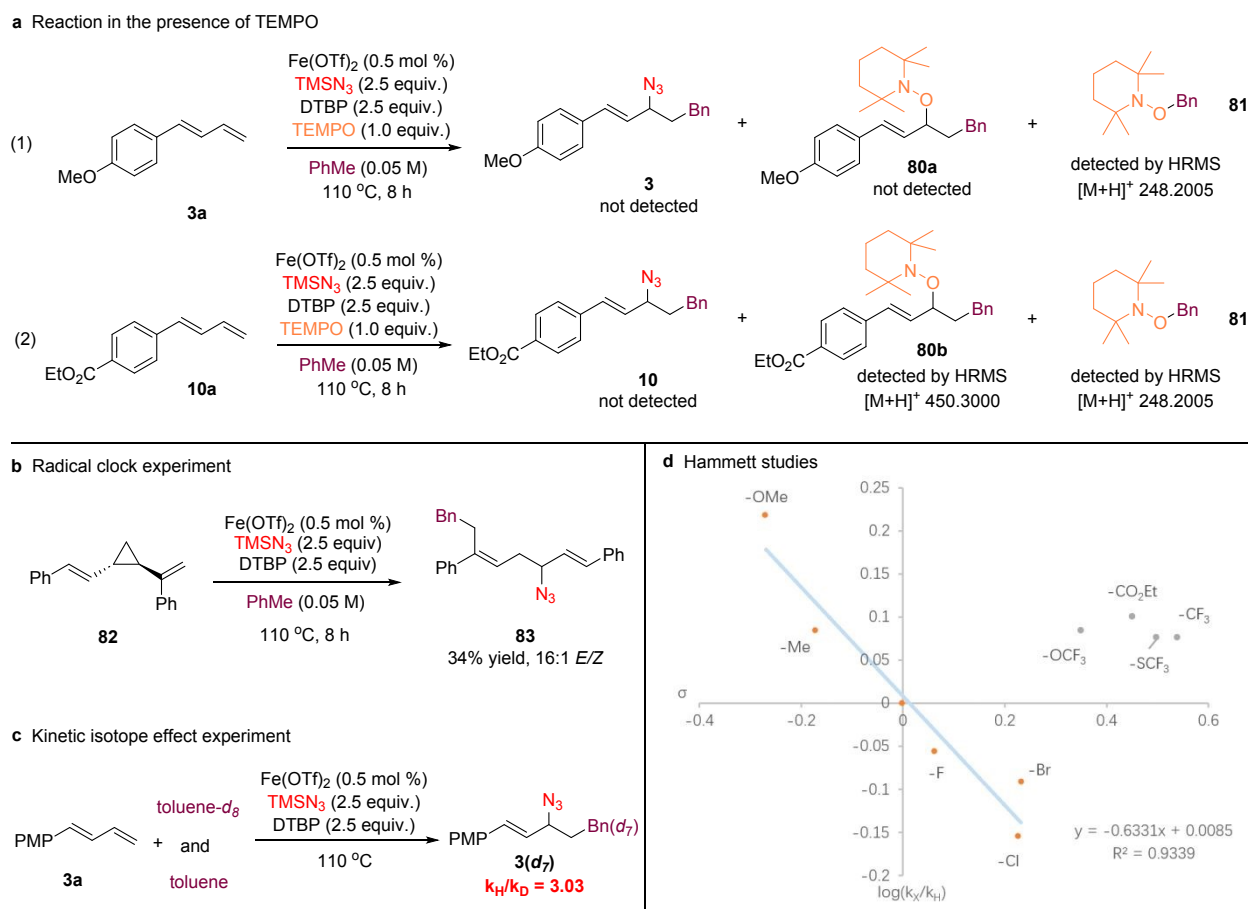 a Reaction in the presence of TEMPO
(1)
MeO
3a
Fe(OTf)2 (0.5 mol %)
TMSN3 (2.5 equiv.)
DTBP (2.5 equiv.)
TEMPO (1.0 equiv.)
PhMe (0.05 M)
110 °C, 8 h
N3
Bn
MeO
3
not detected
+
N
O
Bn
MeO
80a
not detected
+
N
O
Bn
81
detected by HRMS
[M+H]+ 248.2005
(2)
EtO2C
10a
Fe(OTf)2 (0.5 mol %)
TMSN3 (2.5 equiv.)
DTBP (2.5 equiv.)
TEMPO (1.0 equiv.)
PhMe (0.05 M)
110 °C, 8 h
N3
Bn
EtO2C
10
not detected
+
N
O
Bn
EtO2C
80b
detected by HRMS
[M+H]+ 450.3000
+
N
O
Bn
81
detected by HRMS
[M+H]+ 248.2005
b Radical clock experiment
Ph
Ph
82
Fe(OTf)2 (0.5 mol %)
TMSN3 (2.5 equiv)
DTBP (2.5 equiv)
PhMe (0.05 M)
110 °C, 8 h
Bn
Ph
Ph
N3
83
34% yield, 16:1 E/Z
c Kinetic isotope effect experiment
PMP
3a
+
toluene-d8
and
toluene
Fe(OTf)2 (0.5 mol %)
TMSN3 (2.5 equiv.)
DTBP (2.5 equiv.)
110 °C
N3
PMP
Bn(d7)
3(d7)
kH/kD = 3.03
d Hammett studies
0.25
0.2
0.15
0.1
0.05
0
-0.05
-0.1
-0.15
-0.2
-0.4
-0.2
0
0.2
0.4
0.6
σ
log(kX/kH)
-OMe
-Me
-F
-Br
-Cl
-OCF3
-CO2Et
-SCF3
-CF3
y = -0.6331x + 0.0085
R² = 0.9339